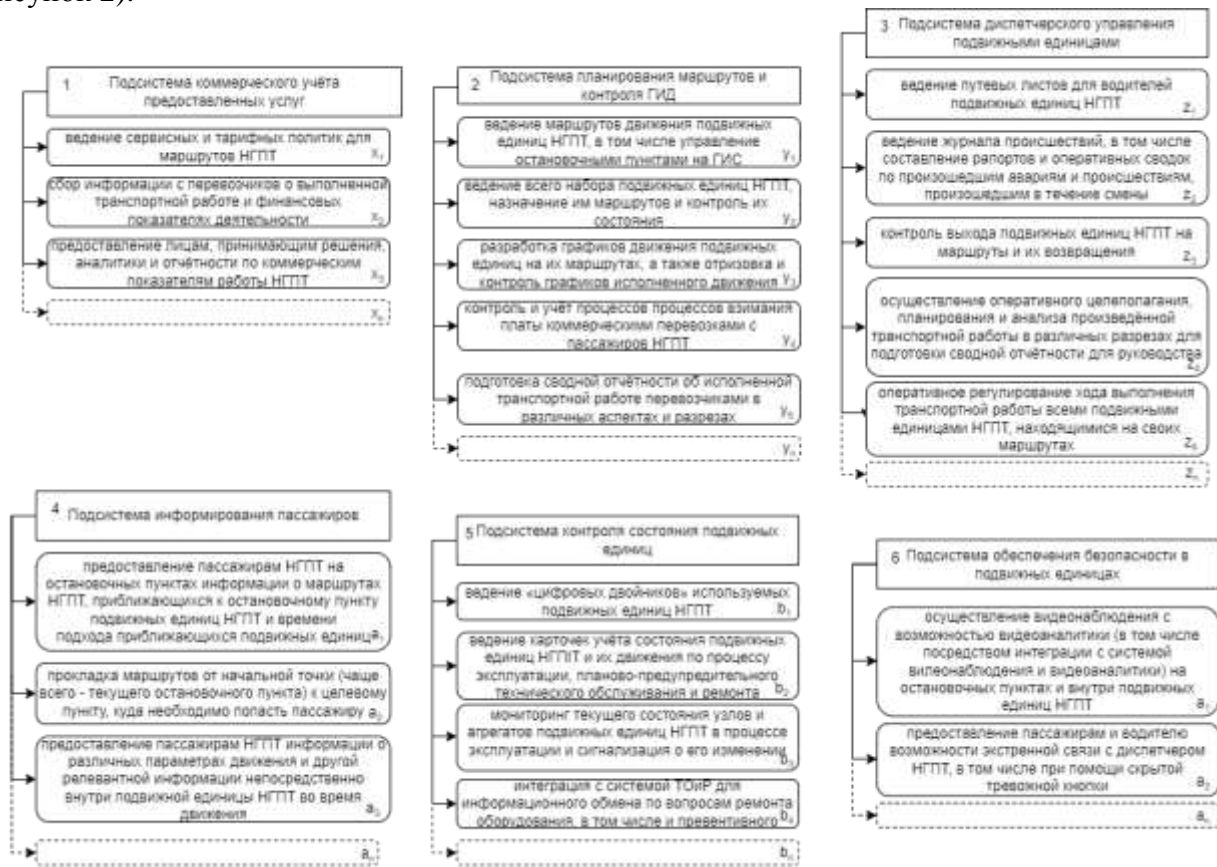 исунок 2).
1 Подсистема коммерческого учёта
предоставленных услуг
ведение сервисных и тарифных политик для
маршрутов НГПТ x₁
сбор информации с перевозчиков о выполненной
транспортной работе и финансовых
показателях деятельности x₂
предоставление лицам, принимающим решения,
аналитики и отчётности по коммерческим
показателям работы НГПТ x₃
xₙ
2 Подсистема планирования маршрутов и
контроля ГИД
ведение маршрутов движения подвижных
единиц НГПТ, в том числе управление
остановочными пунктами на ГИС y₁
ведение всего набора подвижных единиц НГПТ,
назначение им маршрутов и контроль их
состояния y₂
разработка графиков движения подвижных
единиц на их маршрутах, а также отризовка и
контроль графиков исполненного движения y₃
контроль и учёт процессов процессов взимания
платы коммерческими перевозками с
пассажиров НГПТ y₄
подготовка сводной отчётности об исполненной
транспортной работе перевозчиками в
различных аспектах и разрезах y₅
yₙ
3 Подсистема диспетчерского управления
подвижными единицами
ведение путевых листов для водителей
подвижных единиц НГПТ z₁
ведение журнала происшествий, в том числе
составление рапортов и оперативных сводок
по произошедшим авариям и происшествиям,
произошедшим в течение смены z₂
контроль выхода подвижных единиц НГПТ на
маршруты и их возвращения z₃
осуществление оперативного целеполагания,
планирования и анализа произведённой
транспортной работы в различных разрезах для
подготовки сводной отчётности для руководства z₄
оперативное регулирование хода выполнения
транспортной работы всеми подвижными
единицами НГПТ, находящимися на своих
маршрутах z₅
zₙ
4 Подсистема информирования пассажиров
предоставление пассажирам НГПТ на
остановочных пунктах информации о маршрутах
НГПТ, приближающихся к остановочному пункту
подвижных единиц НГПТ и времени
подхода приближающихся подвижных единиц a₁
прокладка маршрутов от начальной точки (чаще
всего - текущего остановочного пункта) к целевому
пункту, куда необходимо попасть пассажиру a₂
предоставление пассажирам НГПТ информации о
различных параметрах движения и другой
релевантной информации непосредственно
внутри подвижной единицы НГПТ во время
движения a₃
aₙ
5 Подсистема контроля состояния подвижных
единиц
ведение «цифровых двойников» используемых
подвижных единиц НГПТ b₁
ведение карточек учёта состояния подвижных
единиц НГПТ и их движения по процессу
эксплуатации, планово-предупредительного
технического обслуживания и ремонта b₂
мониторинг текущего состояния узлов и
агрегатов подвижных единиц НГПТ в процессе
эксплуатации и сигнализация о его изменении b₃
интеграция с системой ТОиР для
информационного обмена по вопросам ремонта
оборудования, в том числе и превентивного b₄
bₙ
6 Подсистема обеспечения безопасности в
подвижных единицах
осуществление видеонаблюдения с
возможностью видеоаналитики (в том числе
посредством интеграции с системой
вилеонаблюдения и видеоаналитики) на
остановочных пунктах и внутри подвижных
единиц НГПТ a₁
предоставление пассажирам и водителю
возможности экстренной связи с диспетчером
НГПТ, в том числе при помощи скрытой
тревожной кнопки a₂
aₙ